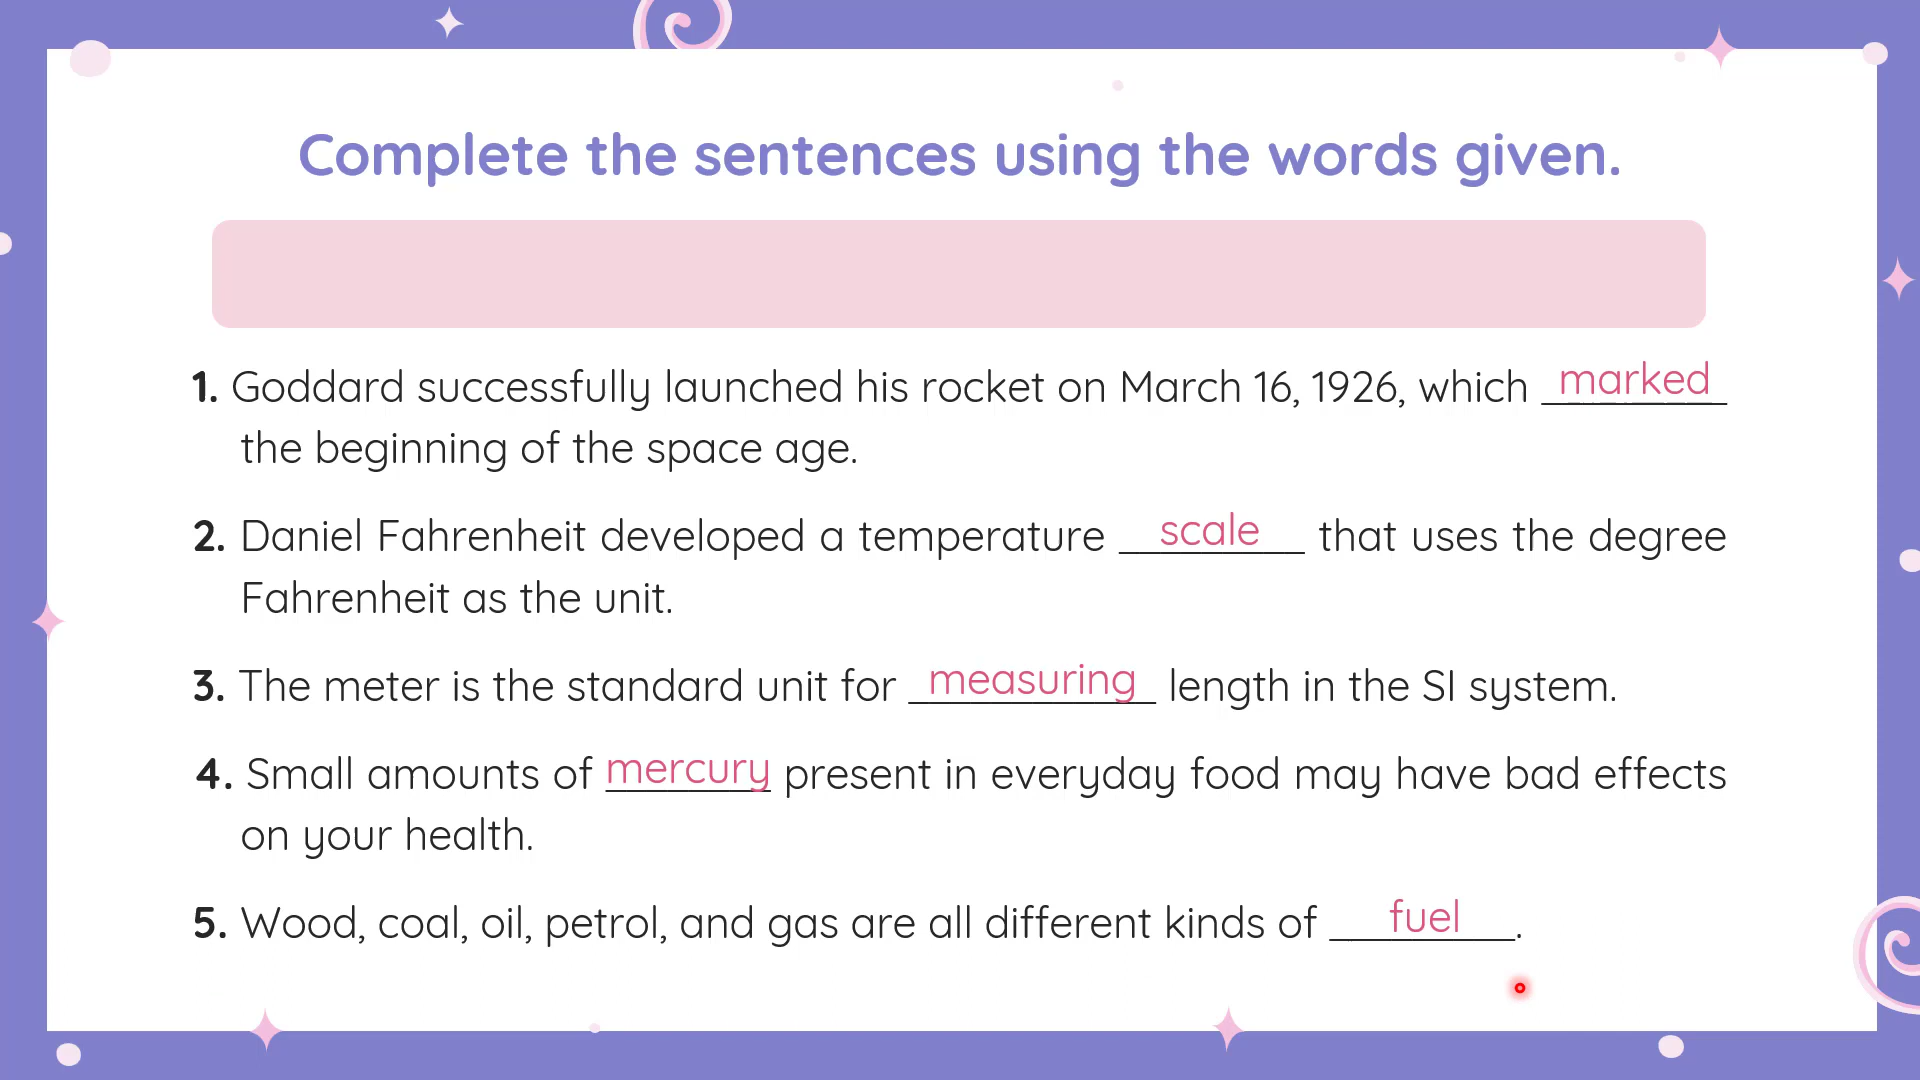 Complete the sentences using the words given.
1. Goddard successfully launched his rocket on March 16, 1926, which marked
the beginning of the space age.
2. Daniel Fahrenheit developed a temperature scale that uses the degree
Fahrenheit as the unit.
3. The meter is the standard unit for measuring length in the SI system.
4. Small amounts of mercury present in everyday food may have bad effects
on your health.
5. Wood, coal, oil, petrol, and gas are all different kinds of fuel.